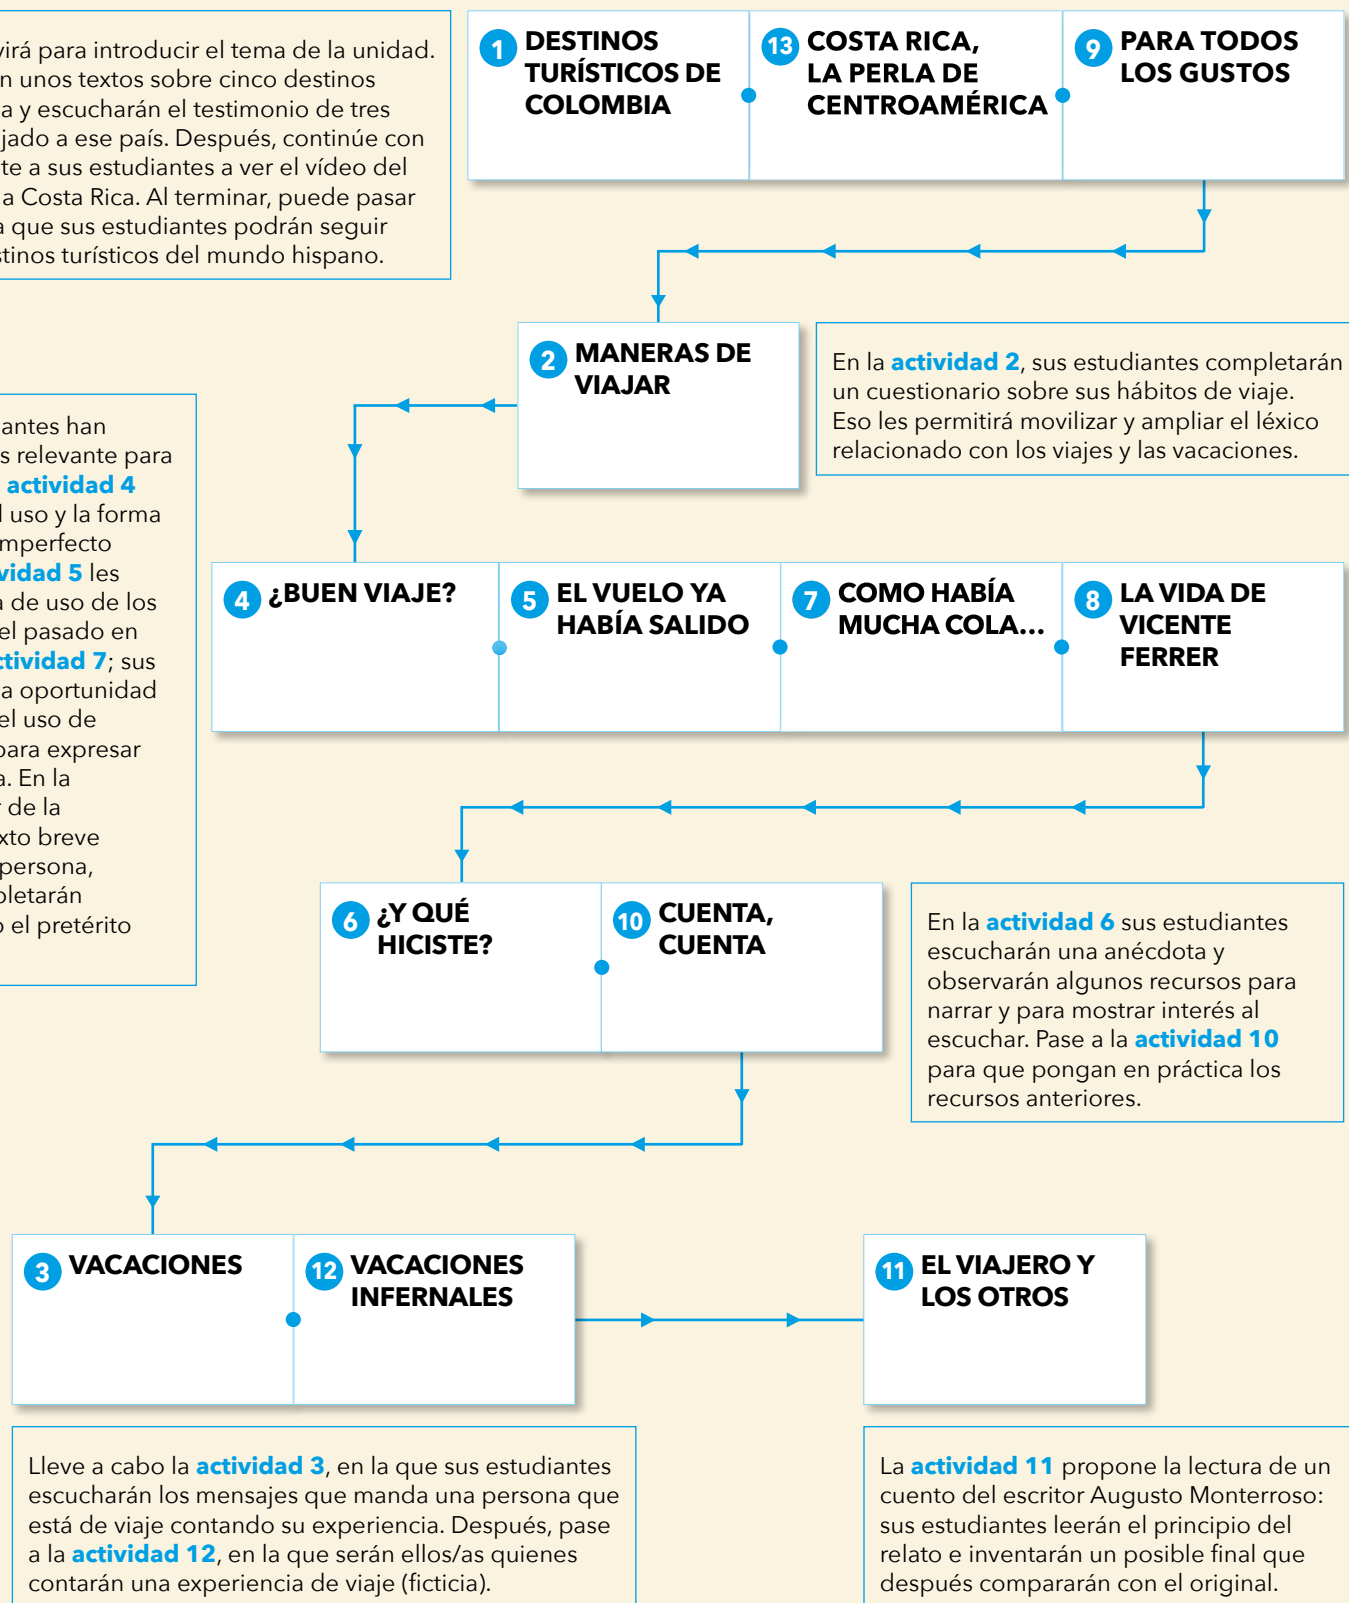 virá para introducir el tema de la unidad.
n unos textos sobre cinco destinos
a y escucharán el testimonio de tres
jado a ese país. Después, continúe con
te a sus estudiantes a ver el vídeo del
a Costa Rica. Al terminar, puede pasar
a que sus estudiantes podrán seguir
stinos turísticos del mundo hispano.
1 DESTINOS
TURÍSTICOS DE
COLOMBIA
13 COSTA RICA,
LA PERLA DE
CENTROAMÉRICA
9 PARA TODOS
LOS GUSTOS
2 MANERAS DE
VIAJAR
En la actividad 2, sus estudiantes completarán
un cuestionario sobre sus hábitos de viaje.
Eso les permitirá movilizar y ampliar el léxico
relacionado con los viajes y las vacaciones.
iantes han
s relevante para
actividad 4
l uso y la forma
imperfecto
vidad 5 les
a de uso de los
el pasado en
ctividad 7; sus
a oportunidad
el uso de
para expresar
a. En la
r de la
xto breve
persona,
pletarán
o el pretérito
4 ¿BUEN VIAJE?
5 EL VUELO YA
HABÍA SALIDO
7 COMO HABÍA
MUCHA COLA…
8 LA VIDA DE
VICENTE
FERRER
6 ¿Y QUÉ
HICISTE?
10 CUENTA,
CUENTA
En la actividad 6 sus estudiantes
escucharán una anécdota y
observarán algunos recursos para
narrar y para mostrar interés al
escuchar. Pase a la actividad 10
para que pongan en práctica los
recursos anteriores.
3 VACACIONES
12 VACACIONES
INFERNALES
11 EL VIAJERO Y
LOS OTROS
Lleve a cabo la actividad 3, en la que sus estudiantes
escucharán los mensajes que manda una persona que
está de viaje contando su experiencia. Después, pase
a la actividad 12, en la que serán ellos/as quienes
contarán una experiencia de viaje (ficticia).
La actividad 11 propone la lectura de un
cuento del escritor Augusto Monterroso:
sus estudiantes leerán el principio del
relato e inventarán un posible final que
después compararán con el original.